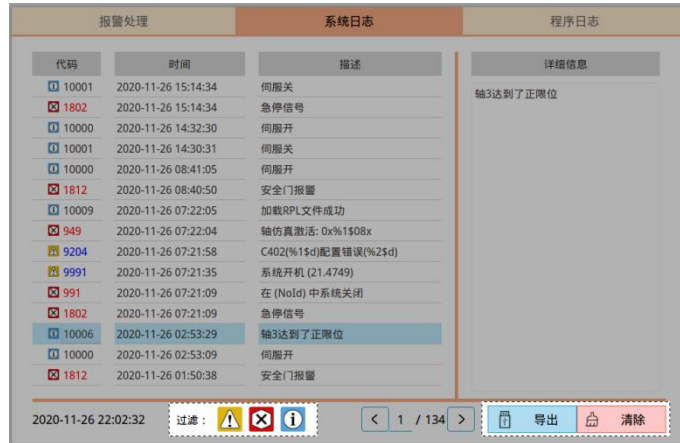 报警处理 系统日志 程序日志
代码 时间 描述 详细信息
10001 2020-11-26 15:14:34 伺服关
轴3达到了正限位
1802 2020-11-26 15:14:34 急停信号
10000 2020-11-26 14:32:30 伺服开
10001 2020-11-26 14:30:31 伺服关
10000 2020-11-26 08:41:05 伺服开
1812 2020-11-26 08:40:50 安全门报警
10009 2020-11-26 07:22:05 加载RPL文件成功
949 2020-11-26 07:22:04 轴仿真激活: 0x%1$08x
9204 2020-11-26 07:21:58 C402(%1$d)配置错误(%2$d)
9991 2020-11-26 07:21:35 系统开机 (21.4749)
991 2020-11-26 07:21:09 在 (NoId) 中系统关闭
1802 2020-11-26 07:21:09 急停信号
10006 2020-11-26 02:53:29 轴3达到了正限位
10000 2020-11-26 02:53:09 伺服开
1812 2020-11-26 01:50:38 安全门报警
2020-11-26 22:02:32 过滤： < 1 / 134 > 导出 清除